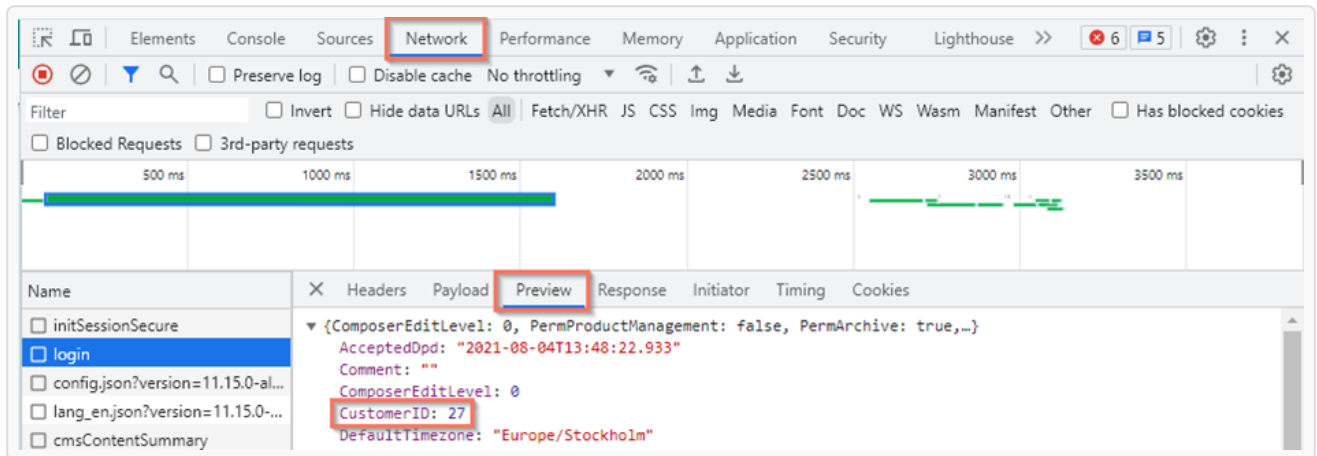 Elements Console Sources Network Performance Memory Application Security Lighthouse >> 6 5
Preserve log Disable cache No throttling
Filter Invert Hide data URLs All Fetch/XHR JS CSS Img Media Font Doc WS Wasm Manifest Other Has blocked cookies
Blocked Requests 3rd-party requests
500 ms 1000 ms 1500 ms 2000 ms 2500 ms 3000 ms 3500 ms
Name
Headers Payload Preview Response Initiator Timing Cookies
initSessionSecure
login
config.json?version=11.15.0-al...
lang_en.json?version=11.15.0-...
cmsContentSummary
{ComposerEditLevel: 0, PermProductManagement: false, PermArchive: true,…}
AcceptedDpd: "2021-08-04T13:48:22.933"
Comment: ""
ComposerEditLevel: 0
CustomerID: 27
DefaultTimezone: "Europe/Stockholm"